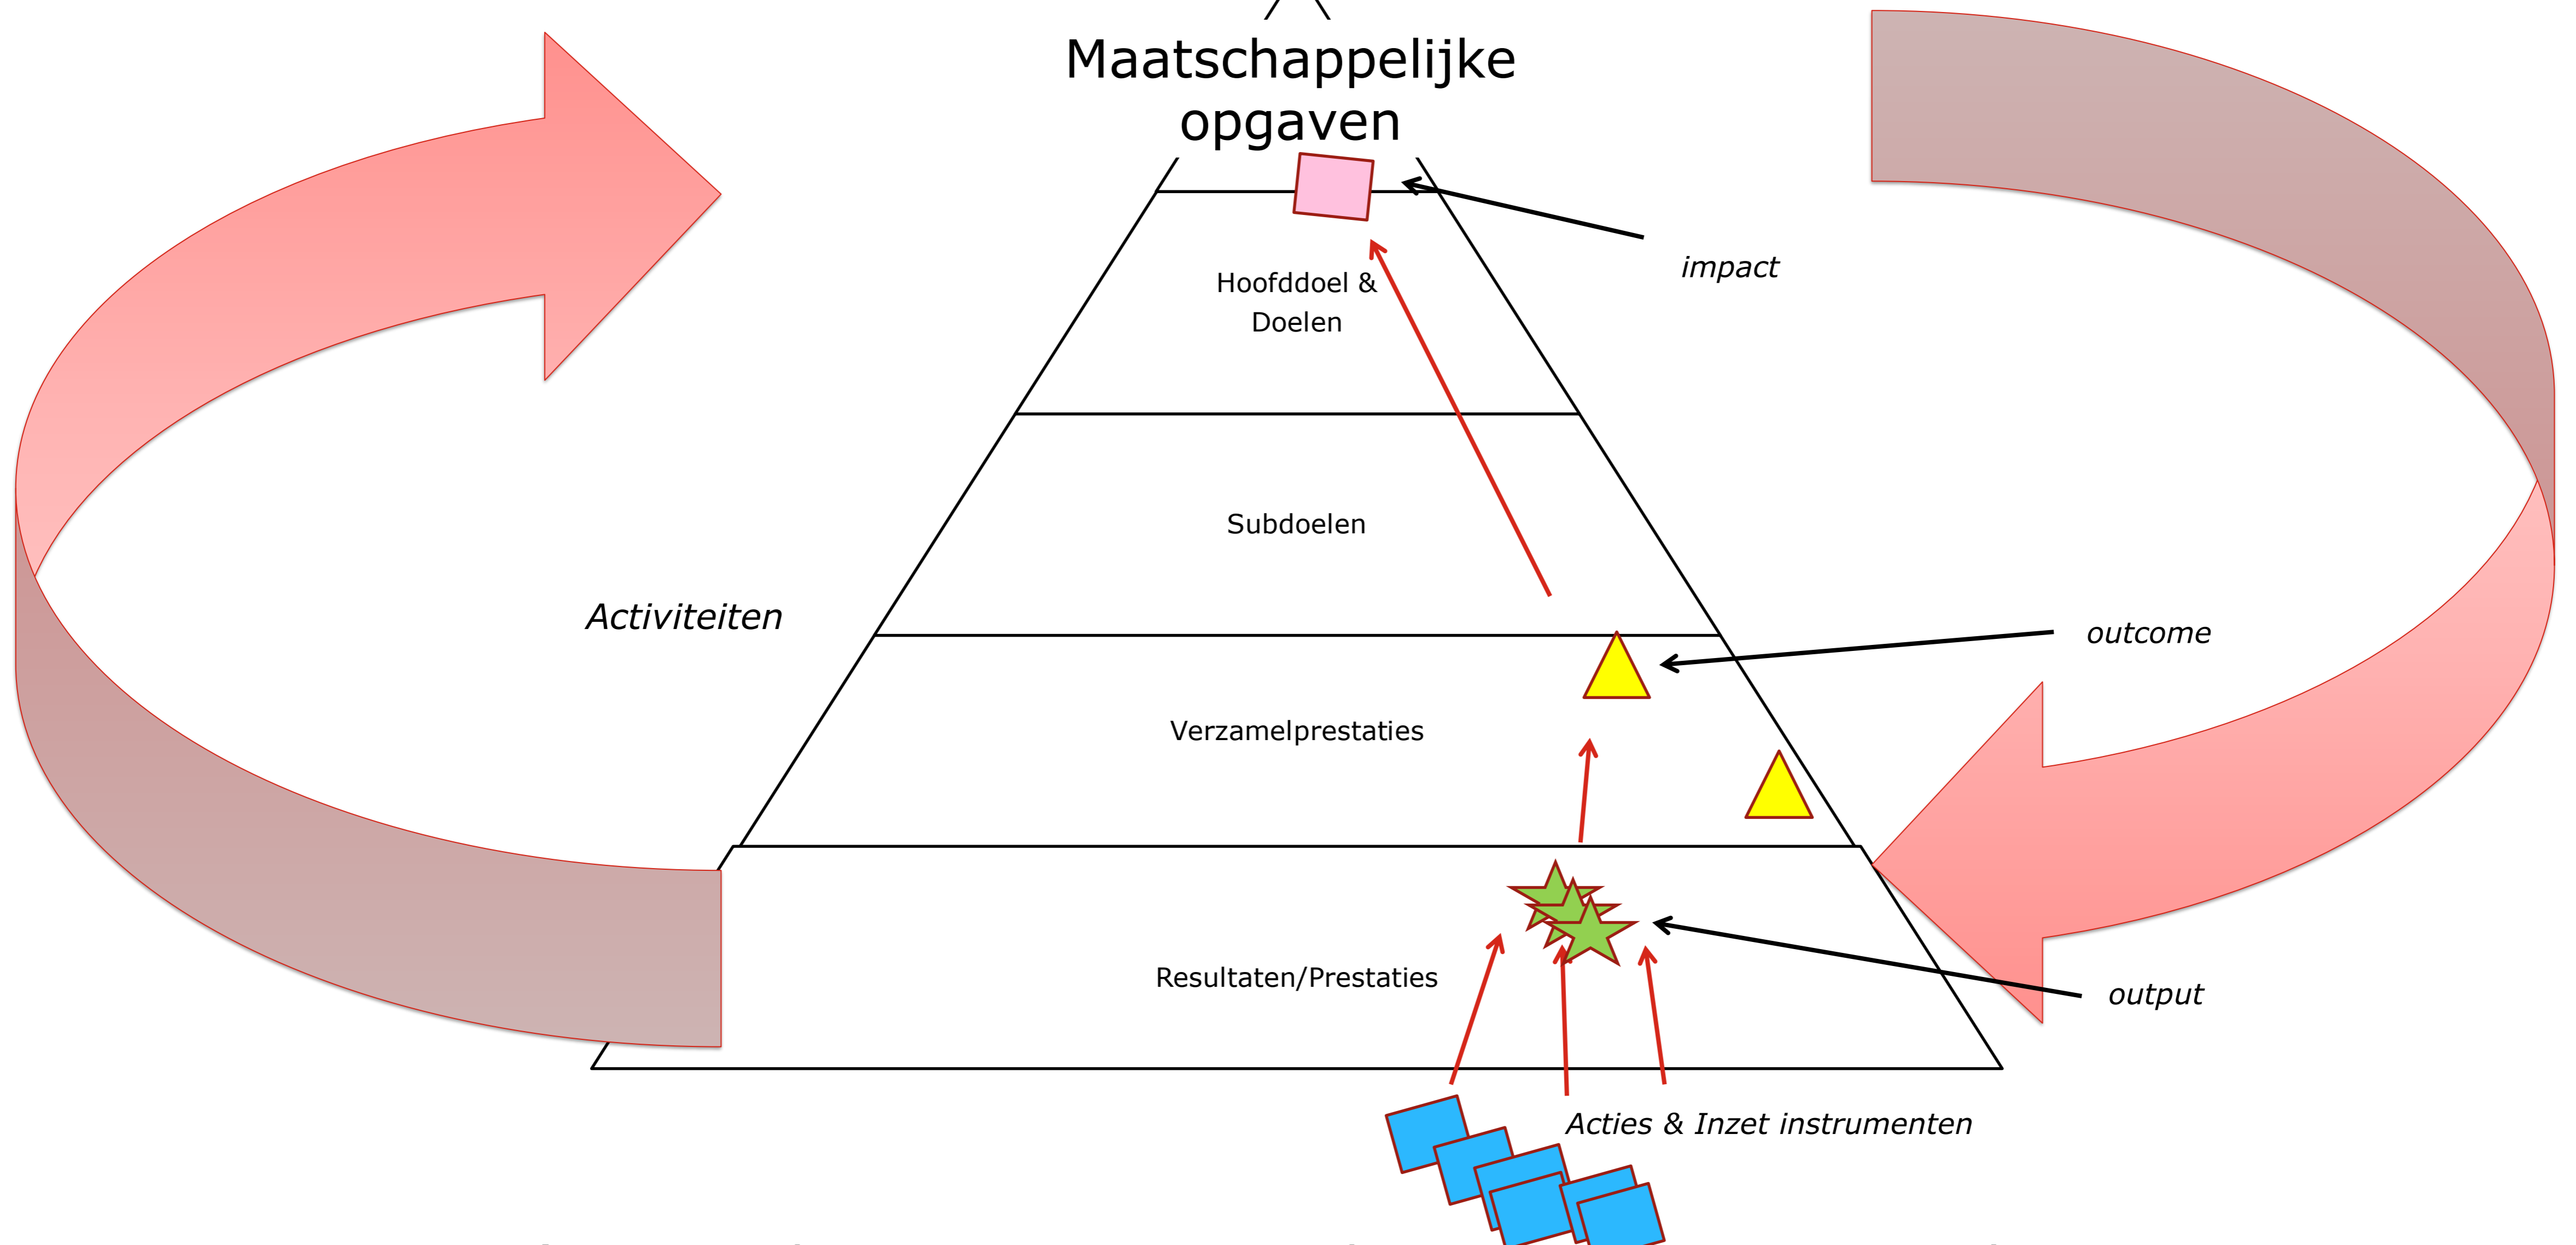 Maatschappelijke
opgaven
impact
Hoofddoel &
Doelen
Subdoelen
Activiteiten
outcome
Verzamelprestaties
Resultaten/Prestaties
output
Acties & Inzet instrumenten